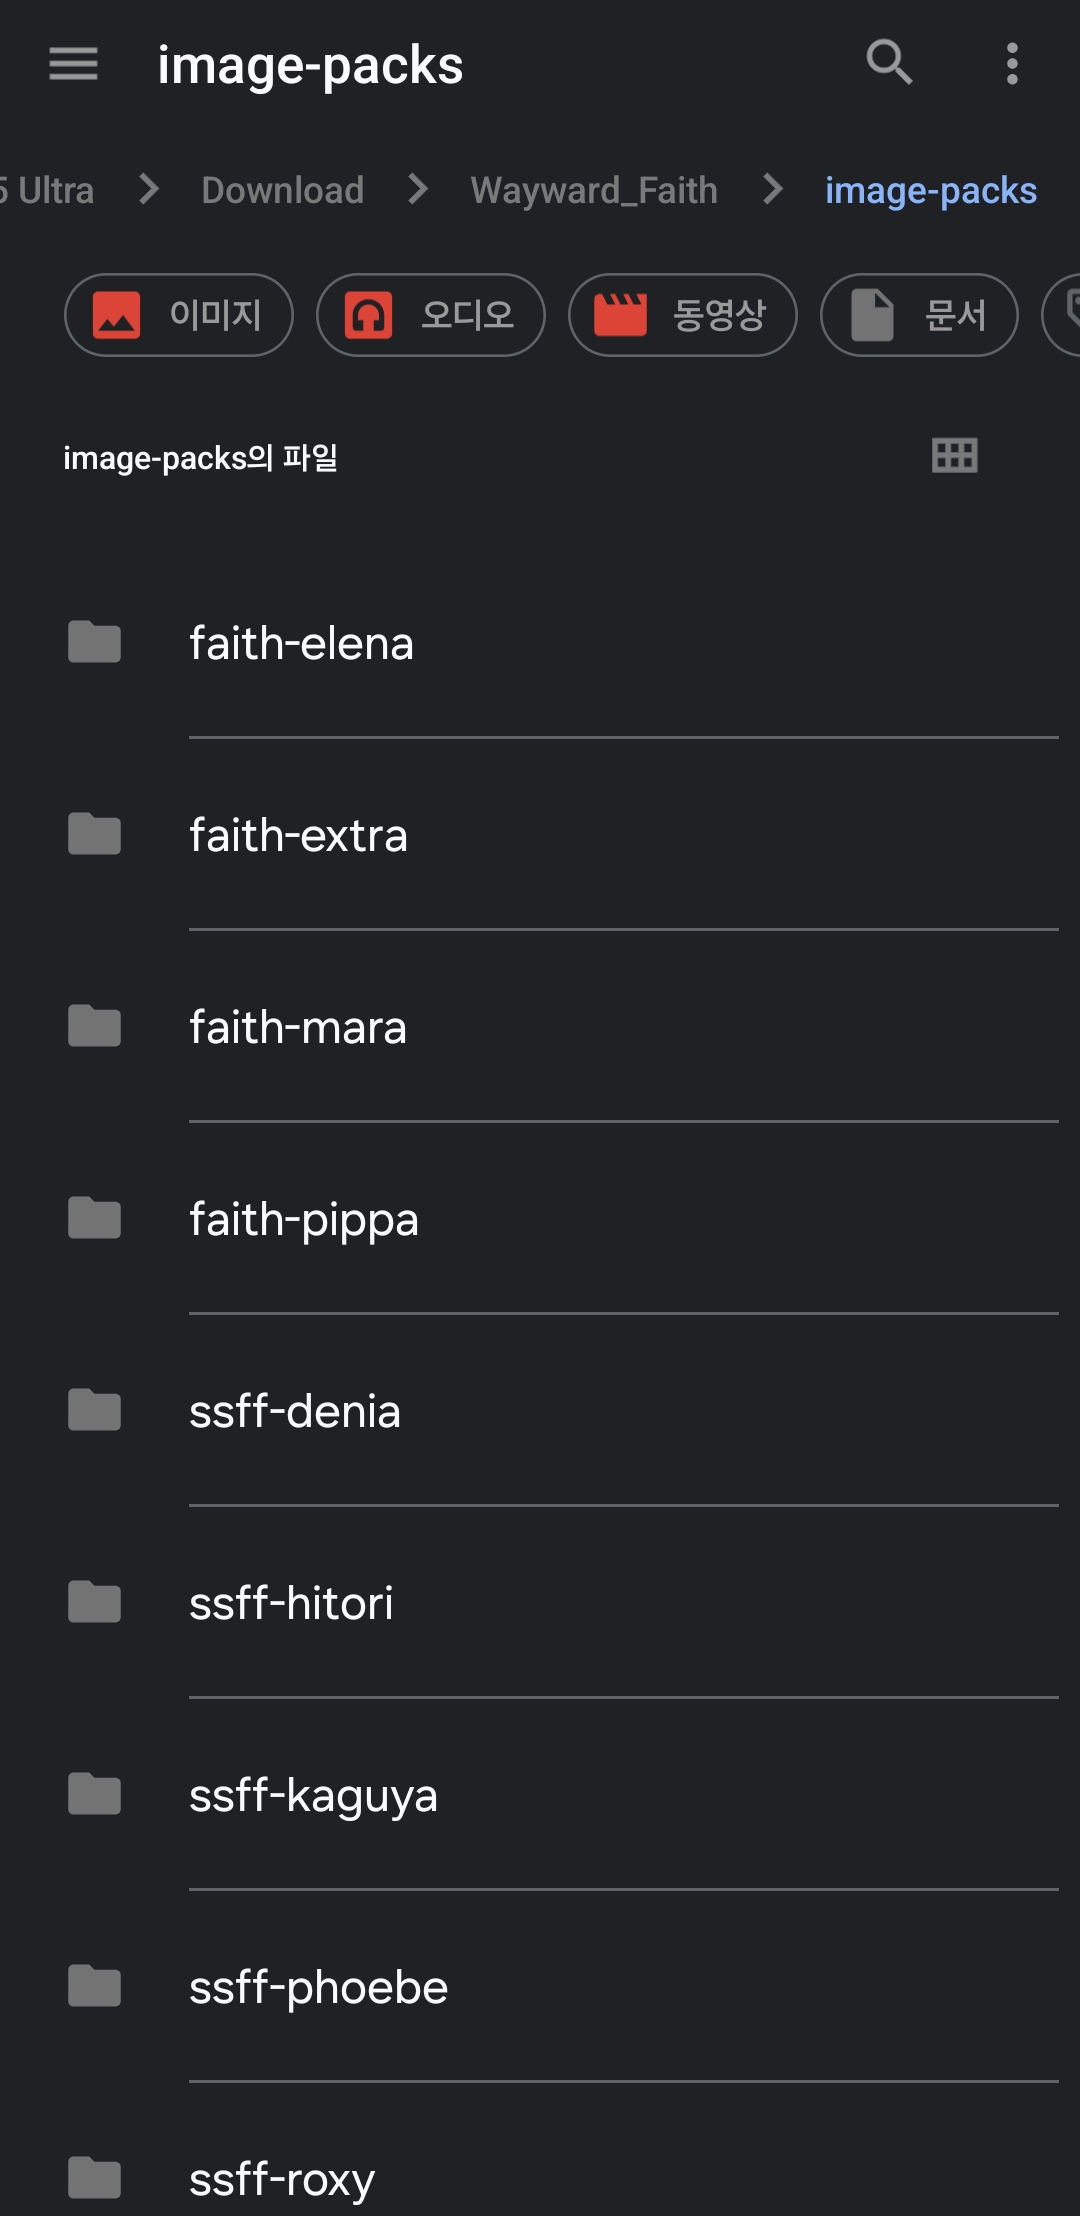 image-packs
5 Ultra > Download > Wayward_Faith > image-packs
이미지 오디오 동영상 문서
image-packs의 파일
faith-elena
faith-extra
faith-mara
faith-pippa
ssff-denia
ssff-hitori
ssff-kaguya
ssff-phoebe
ssff-roxy